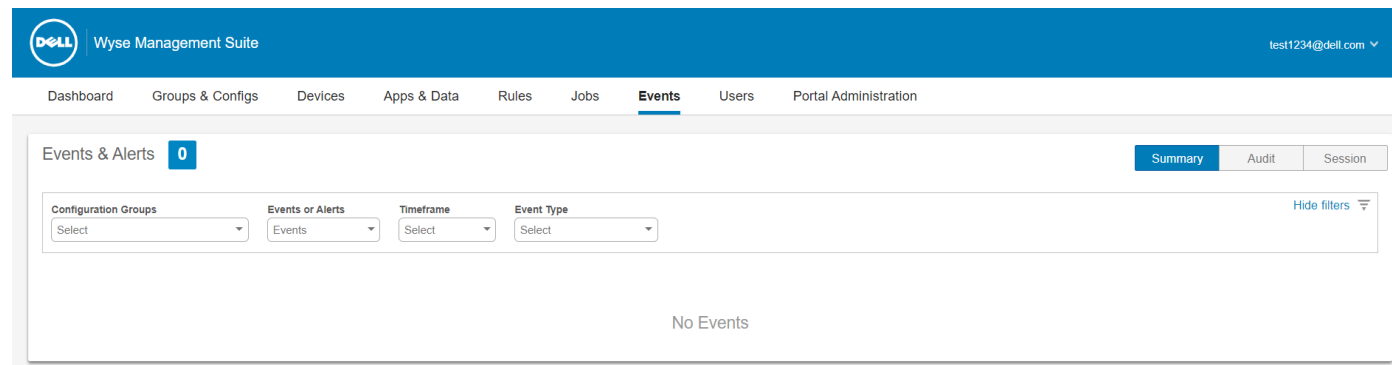 DELL Wyse Management Suite test1234@dell.com
Dashboard Groups & Configs Devices Apps & Data Rules Jobs Events Users Portal Administration
Events & Alerts 0 Summary Audit Session
Configuration Groups Events or Alerts Timeframe Event Type Hide filters
Select Events Select Select
No Events